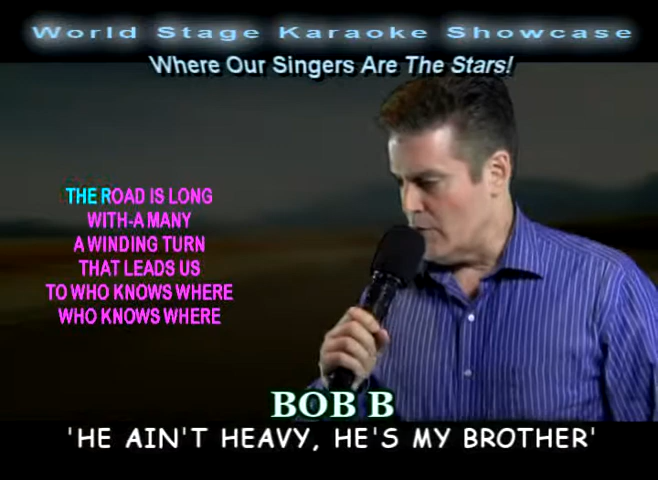 World Stage Karaoke Showcase
Where Our Singers Are The Stars!
THE ROAD IS LONG
WITH-A MANY
A WINDING TURN
THAT LEADS US
TO WHO KNOWS WHERE
WHO KNOWS WHERE
BOB B
'HE AIN'T HEAVY, HE'S MY BROTHER'